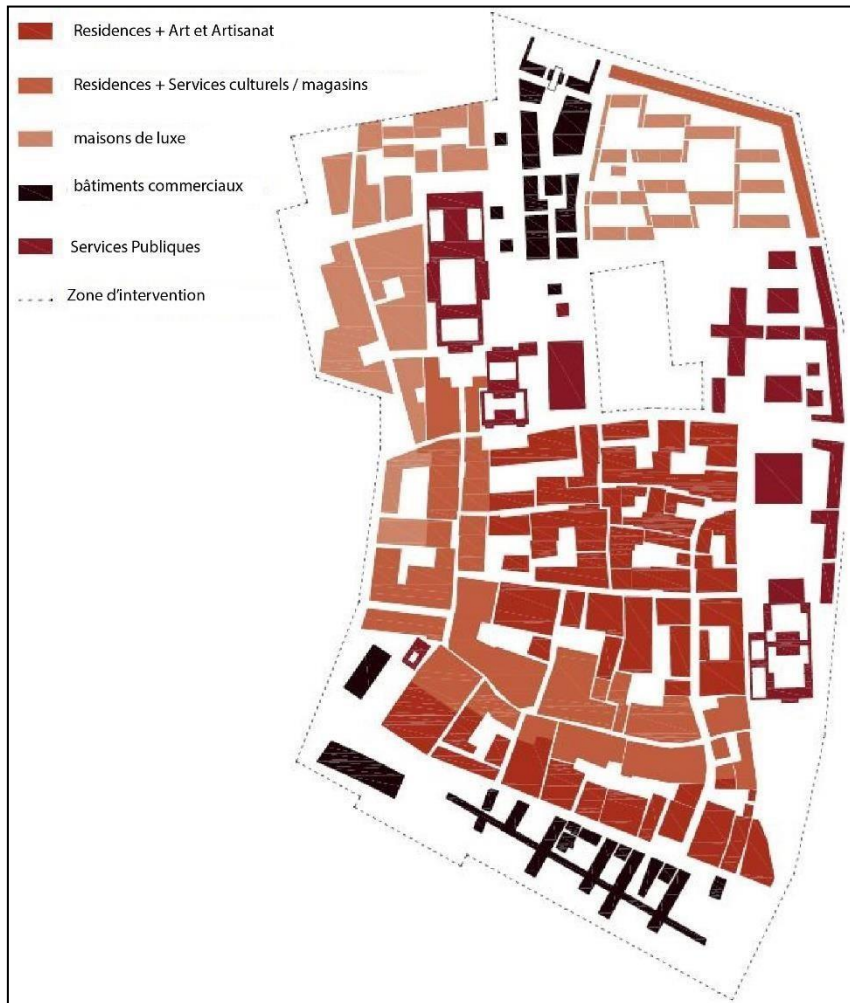 Residences + Art et Artisanat
Residences + Services culturels / magasins
maisons de luxe
bâtiments commerciaux
Services Publiques
Zone d'intervention